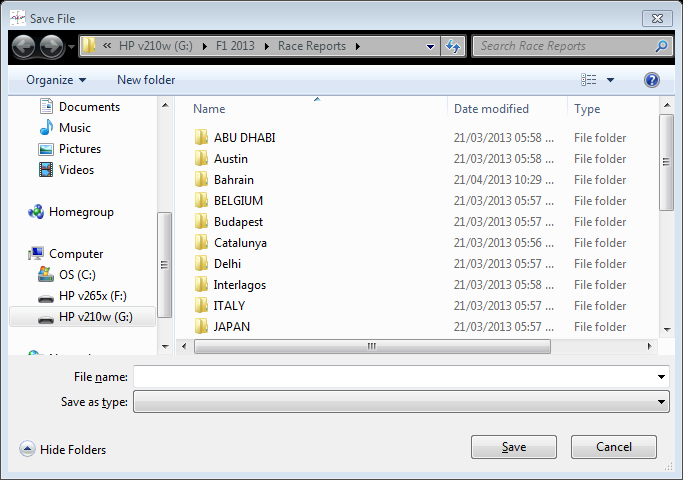 Save File
« HP v210w (G:) F1 2013 Race Reports Search Race Reports
Organize New folder
Name Date modified Type
Documents
Music
Pictures
Videos
Homegroup
Computer
OS (C:)
HP v265x (F:)
HP v210w (G:)
ABU DHABI 21/03/2013 05:58 ... File folder
Austin 21/03/2013 05:58 ... File folder
Bahrain 21/04/2013 10:29 ... File folder
BELGIUM 21/03/2013 05:57 ... File folder
Budapest 21/03/2013 05:57 ... File folder
Catalunya 21/03/2013 05:56 ... File folder
Delhi 21/03/2013 05:57 ... File folder
Interlagos 21/03/2013 05:58 ... File folder
ITALY 21/03/2013 05:57 ... File folder
JAPAN 21/03/2013 05:57 ... File folder
File name:
Save as type:
Hide Folders Save Cancel